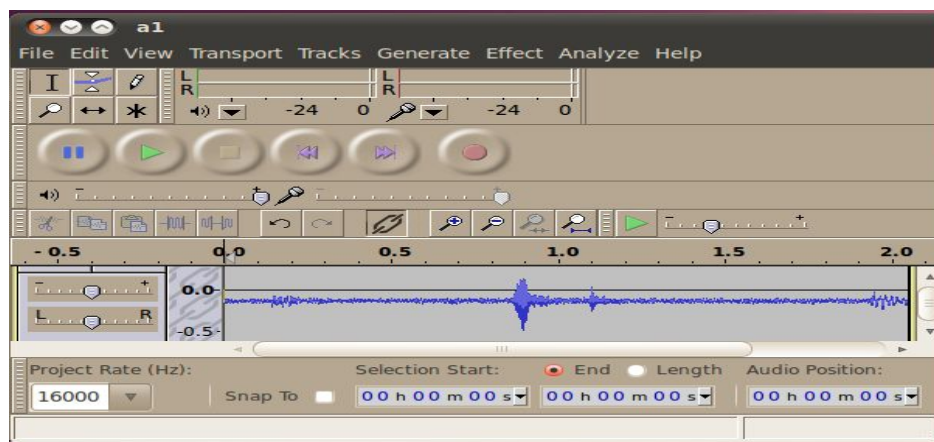 a1
File Edit View Transport Tracks Generate Effect Analyze Help
L L
R R
-24 0 -24 0
- +
- +
- 0.5 0.0 0.5 1.0 1.5 2.0
- + 0.0
L R -0.5
Project Rate (Hz): Selection Start: End Length Audio Position:
16000 Snap To 00 h 00 m 00 s 00 h 00 m 00 s 00 h 00 m 00 s